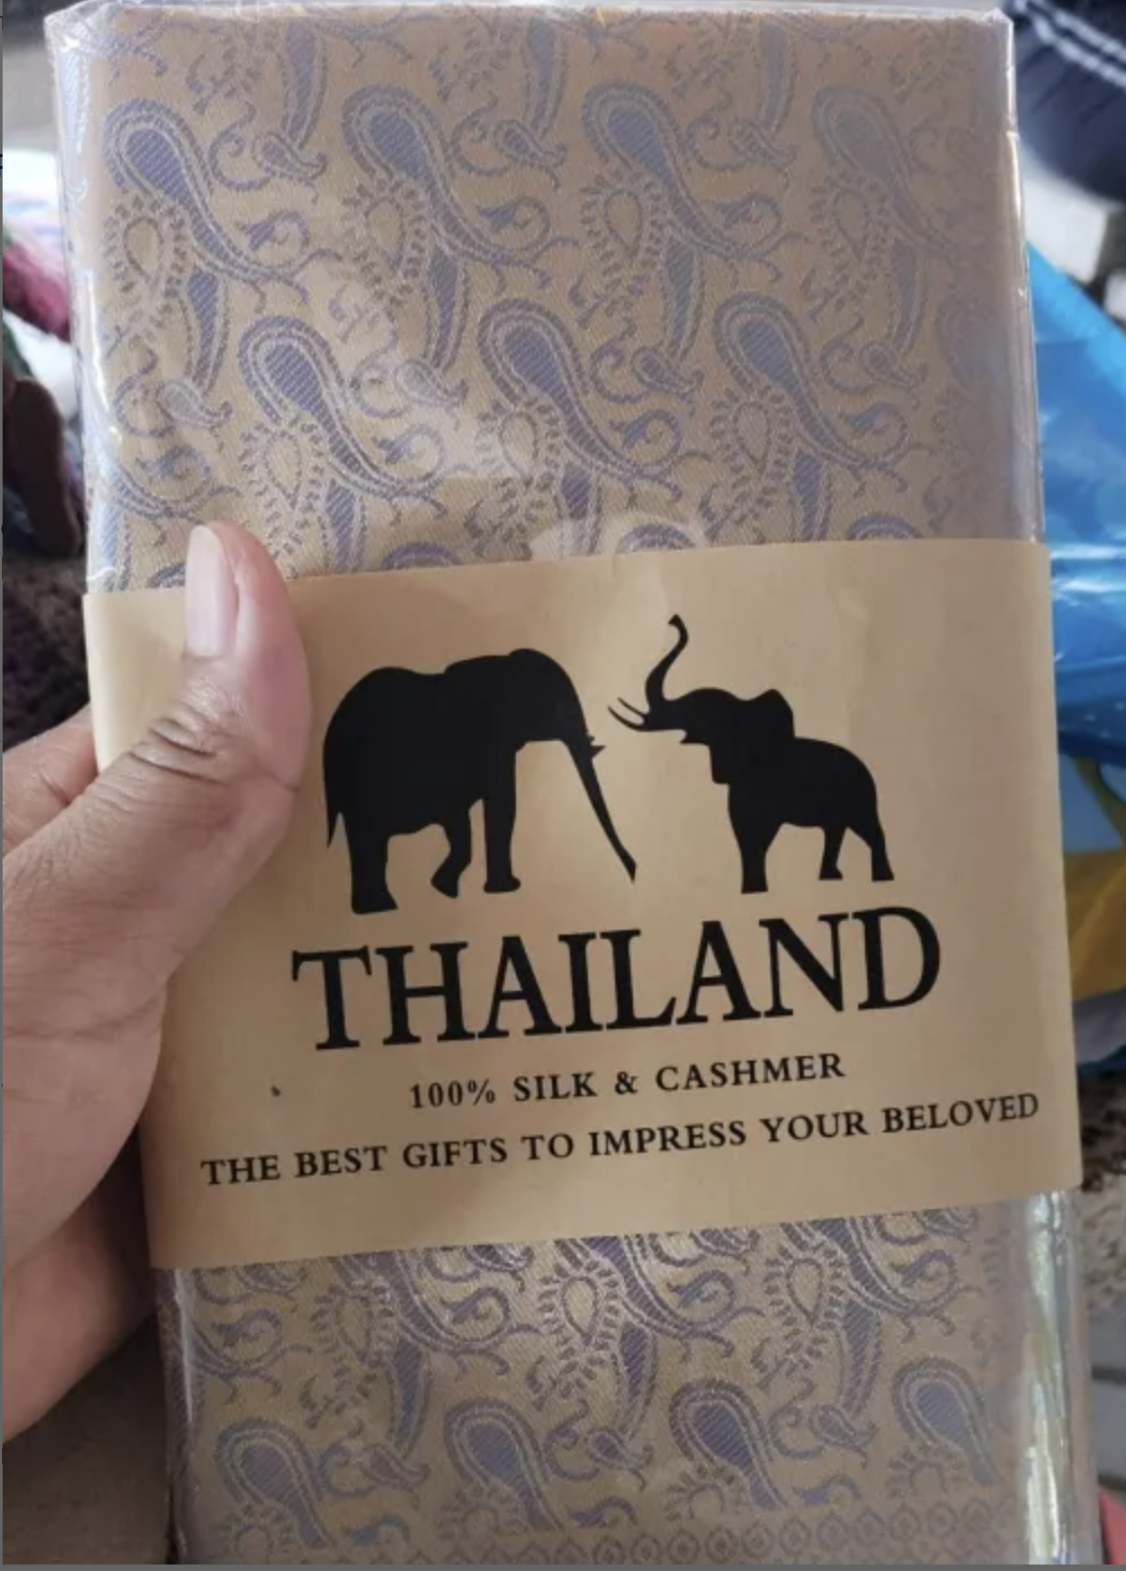 THAILAND
100% SILK & CASHMER
THE BEST GIFTS TO IMPRESS YOUR BELOVED